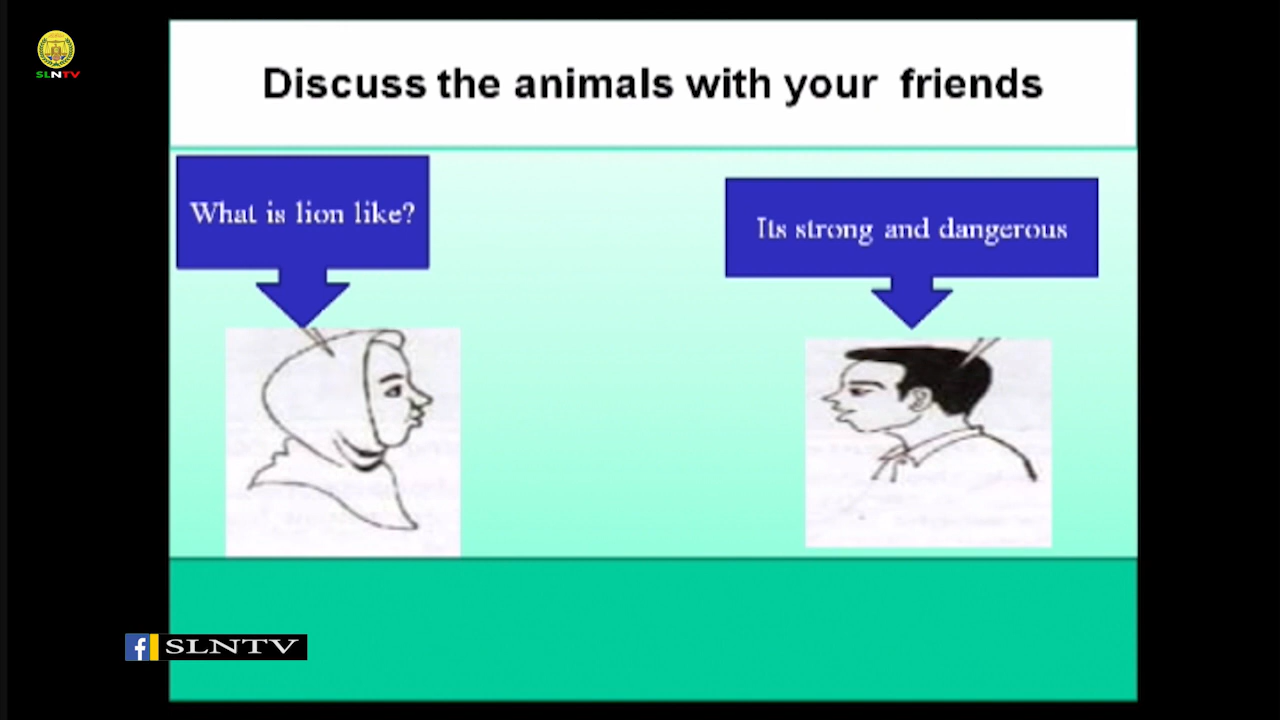 SLNTV
Discuss the animals with your friends
What is lion like?
Its strong and dangerous
f SLNTV